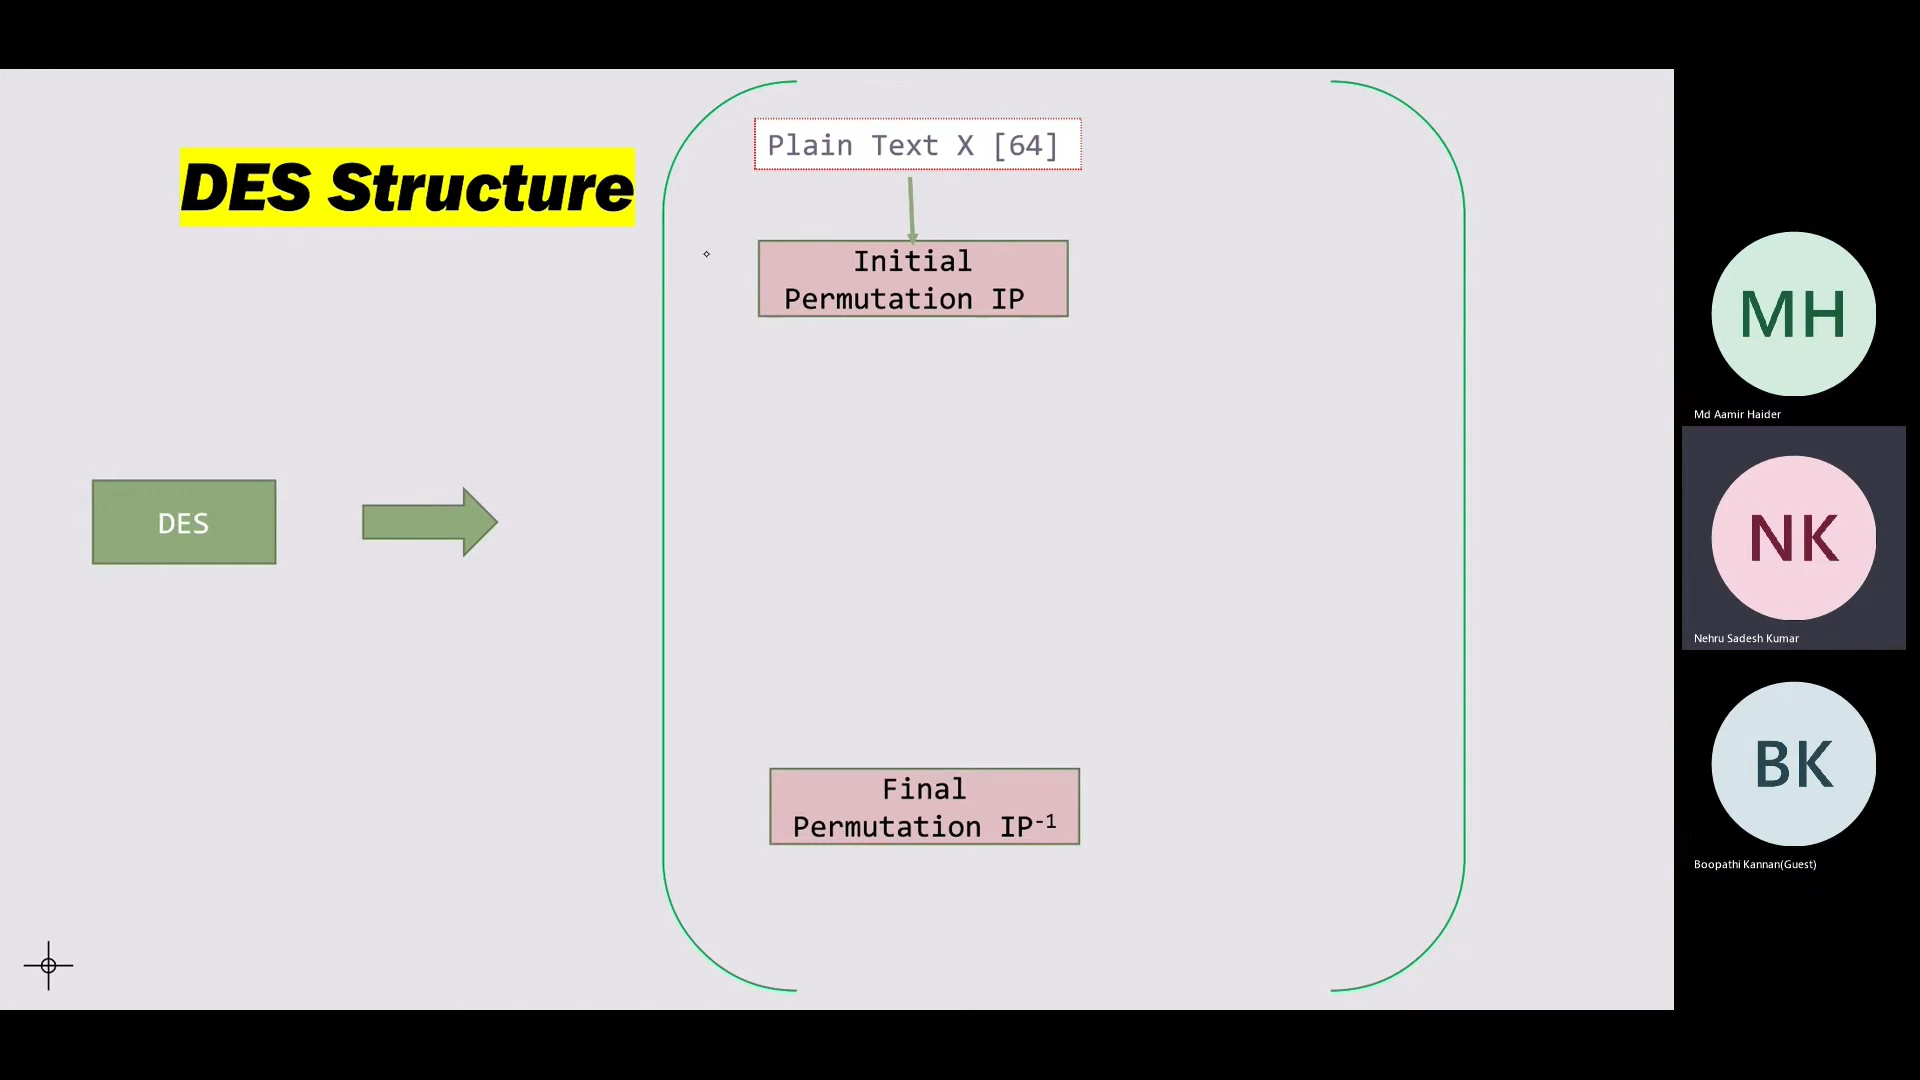 DES Structure
Plain Text X [64]
Initial
Permutation IP
DES
Final
Permutation IP⁻¹
MH
Md Aamir Haider
NK
Nehru Sadesh Kumar
BK
Boopathi Kannan(Guest)